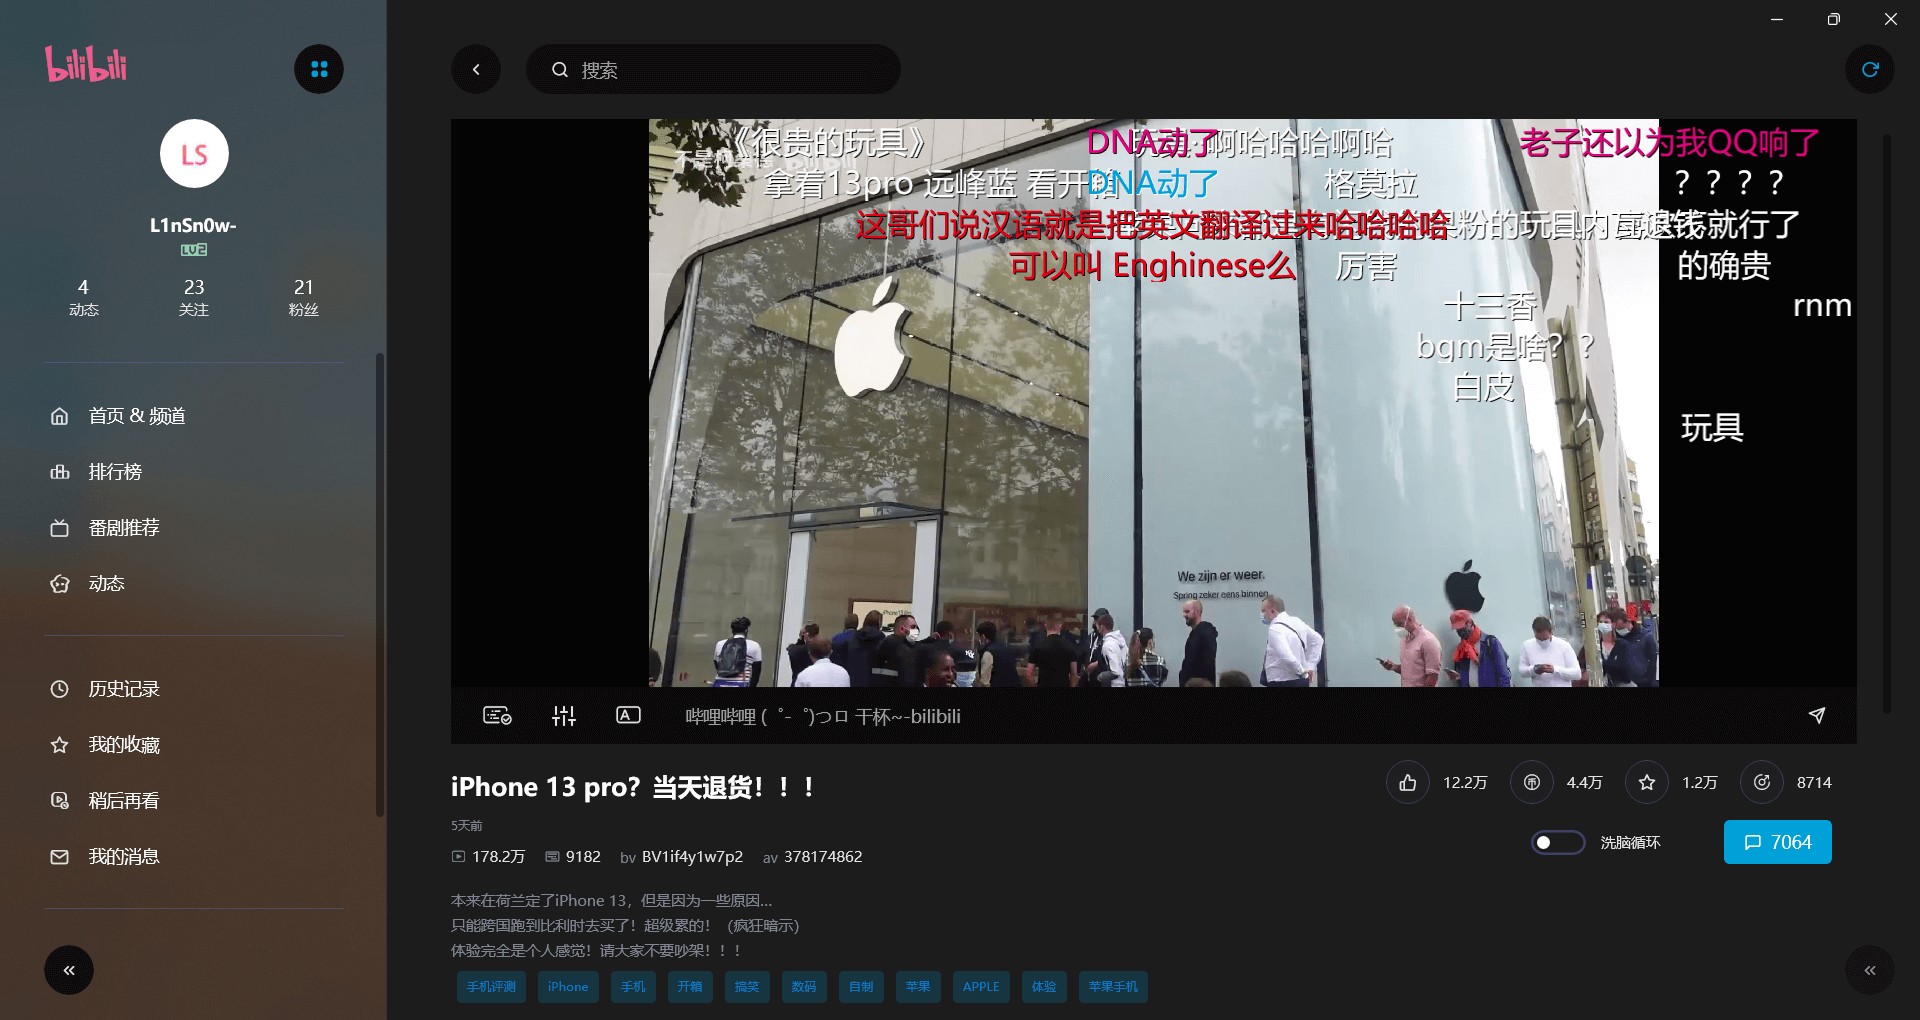 bilibili
LS
L1nSn0w-
LV2
4
动态
23
关注
21
粉丝
首页 & 频道
排行榜
番剧推荐
动态
历史记录
我的收藏
稍后再看
我的消息
搜索
《很贵的玩具》
DNA动了
啊哈哈哈啊哈
老子还以为我QQ响了
拿着13pro 远峰蓝 看开箱
DNA动了
格莫拉
？？？？
这哥们说汉语就是把英文翻译过来哈哈哈哈
果粉的玩具
就行了
可以叫 Enghinese么
厉害
的确贵
十三香
rnm
bgm是啥？？
白皮
玩具
We zijn er weer.
Spring zeker eens binnen.
哔哩哔哩 (゜-゜)つロ 干杯~-bilibili
iPhone 13 pro？当天退货！！！
12.2万
4.4万
1.2万
8714
5天前
178.2万
9182
bv BV1if4y1w7p2
av 378174862
洗脑循环
7064
本来在荷兰定了iPhone 13，但是因为一些原因...
只能跨国跑到比利时去买了！超级累的！（疯狂暗示）
体验完全是个人感觉！请大家不要吵架！！！
手机评测
iPhone
手机
开箱
搞笑
数码
自制
苹果
APPLE
体验
苹果手机